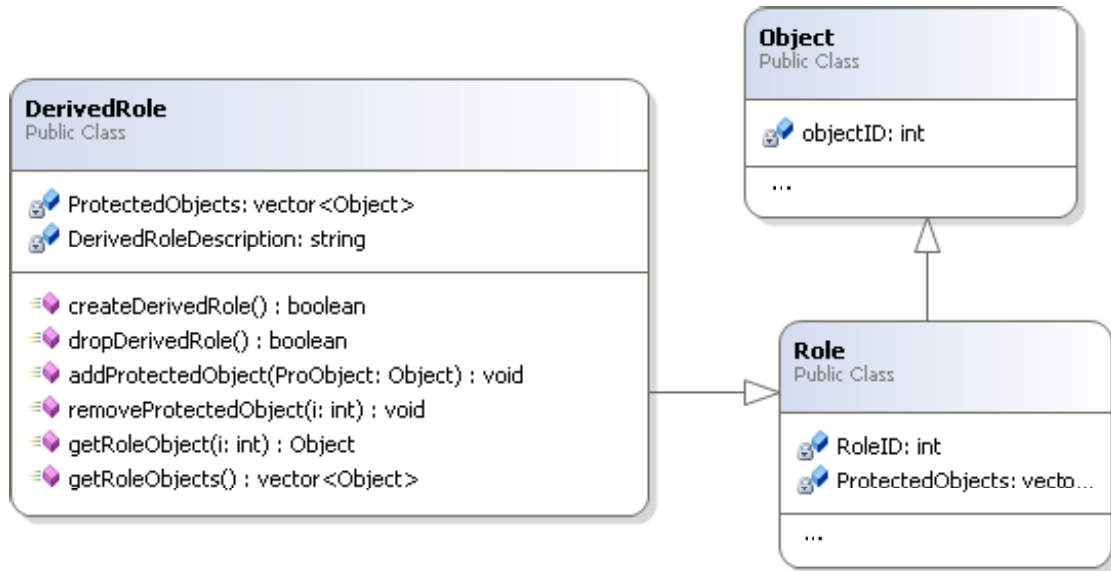 DerivedRole
Public Class
ProtectedObjects: vector<Object>
DerivedRoleDescription: string
createDerivedRole() : boolean
dropDerivedRole() : boolean
addProtectedObject(ProObject: Object) : void
removeProtectedObject(i: int) : void
getRoleObject(i: int) : Object
getRoleObjects() : vector<Object>
Object
Public Class
objectID: int
...
Role
Public Class
RoleID: int
ProtectedObjects: vecto...
...